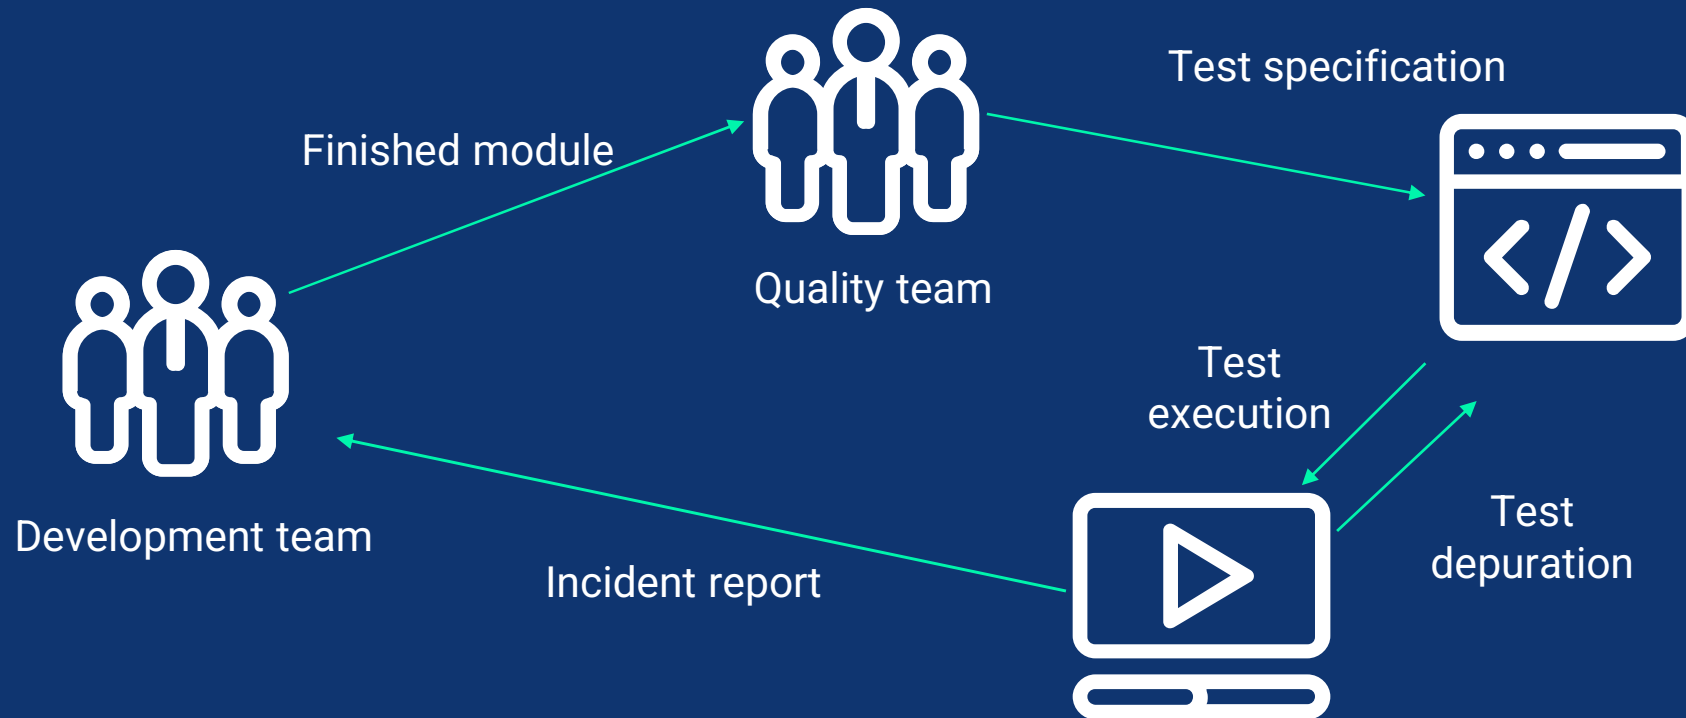 Test specification
Finished module
Quality team
Test
execution
Test
depuration
Development team
Incident report